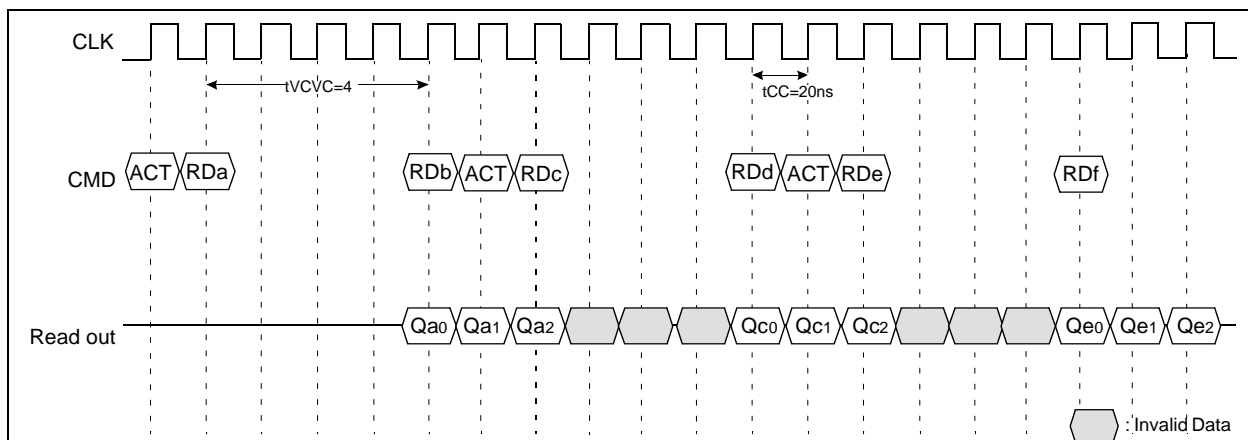 CLK
tVCVC=4
tCC=20ns
CMD
ACT RDa RDb ACT RDc RDd ACT RDe RDf
Read out
Qa0 Qa1 Qa2 Qc0 Qc1 Qc2 Qe0 Qe1 Qe2
: Invalid Data